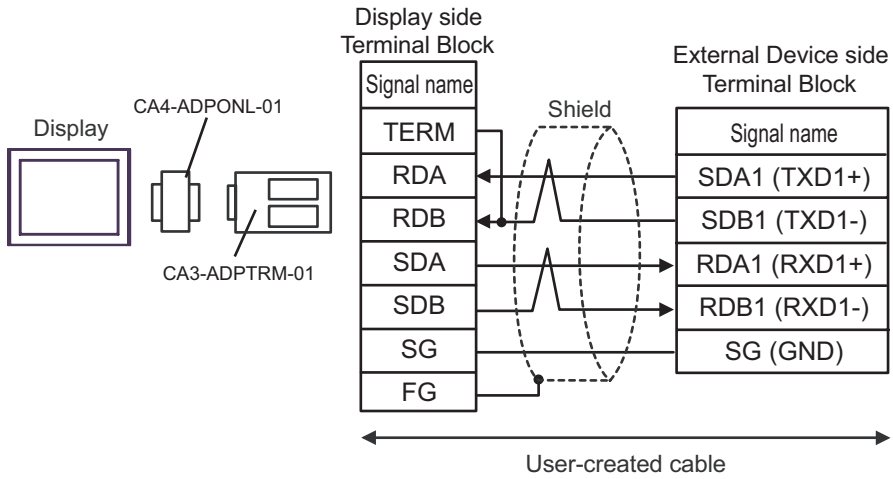 Display side
Terminal Block
External Device side
Terminal Block
CA4-ADPONL-01
Display
CA3-ADPTRM-01
Signal name
TERM
RDA
RDB
SDA
SDB
SG
FG
Shield
Signal name
SDA1 (TXD1+)
SDB1 (TXD1-)
RDA1 (RXD1+)
RDB1 (RXD1-)
SG (GND)
User-created cable